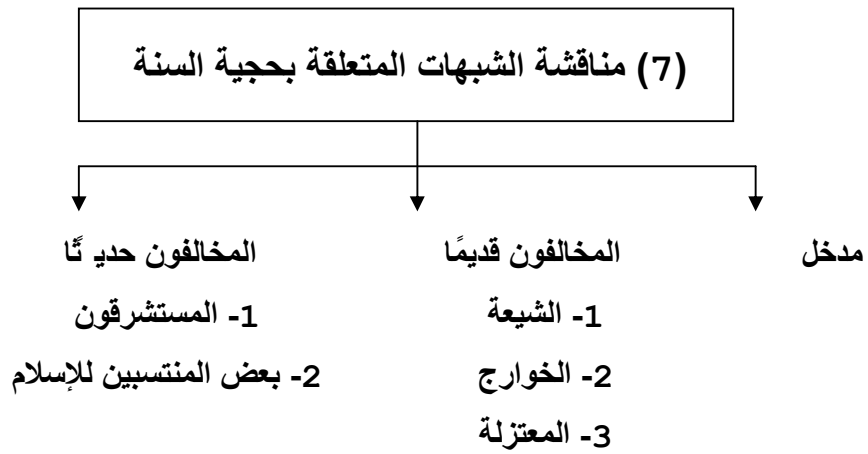 (7) مناقشة الشبهات المتعلقة بحجية السنة
مدخل
المخالفون قديمًا
1- الشيعة
2- الخوارج
3- المعتزلة
المخالفون حديـ ثًا
1- المستشرقون
2- بعض المنتسبين للإسلام